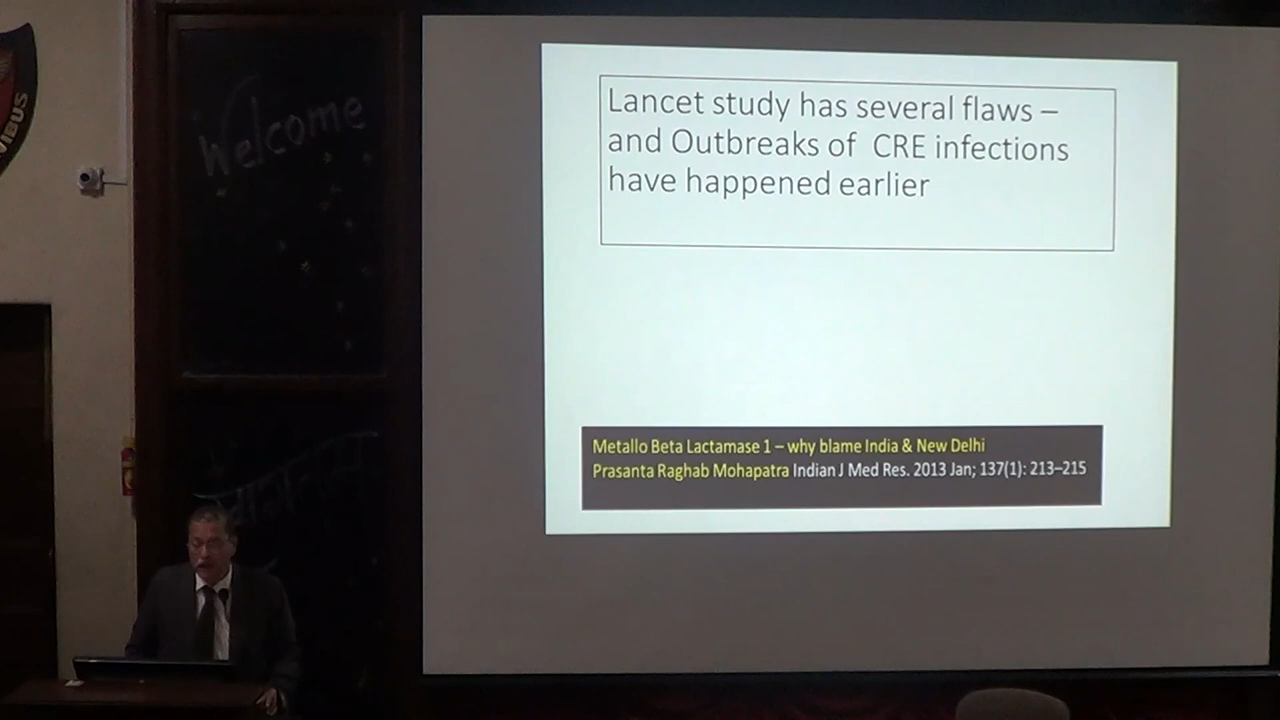 VIBUS
Welcome
Lancet study has several flaws –
and Outbreaks of CRE infections
have happened earlier
Metallo Beta Lactamase 1 – why blame India & New Delhi
Prasanta Raghab Mohapatra Indian J Med Res. 2013 Jan; 137(1): 213–215